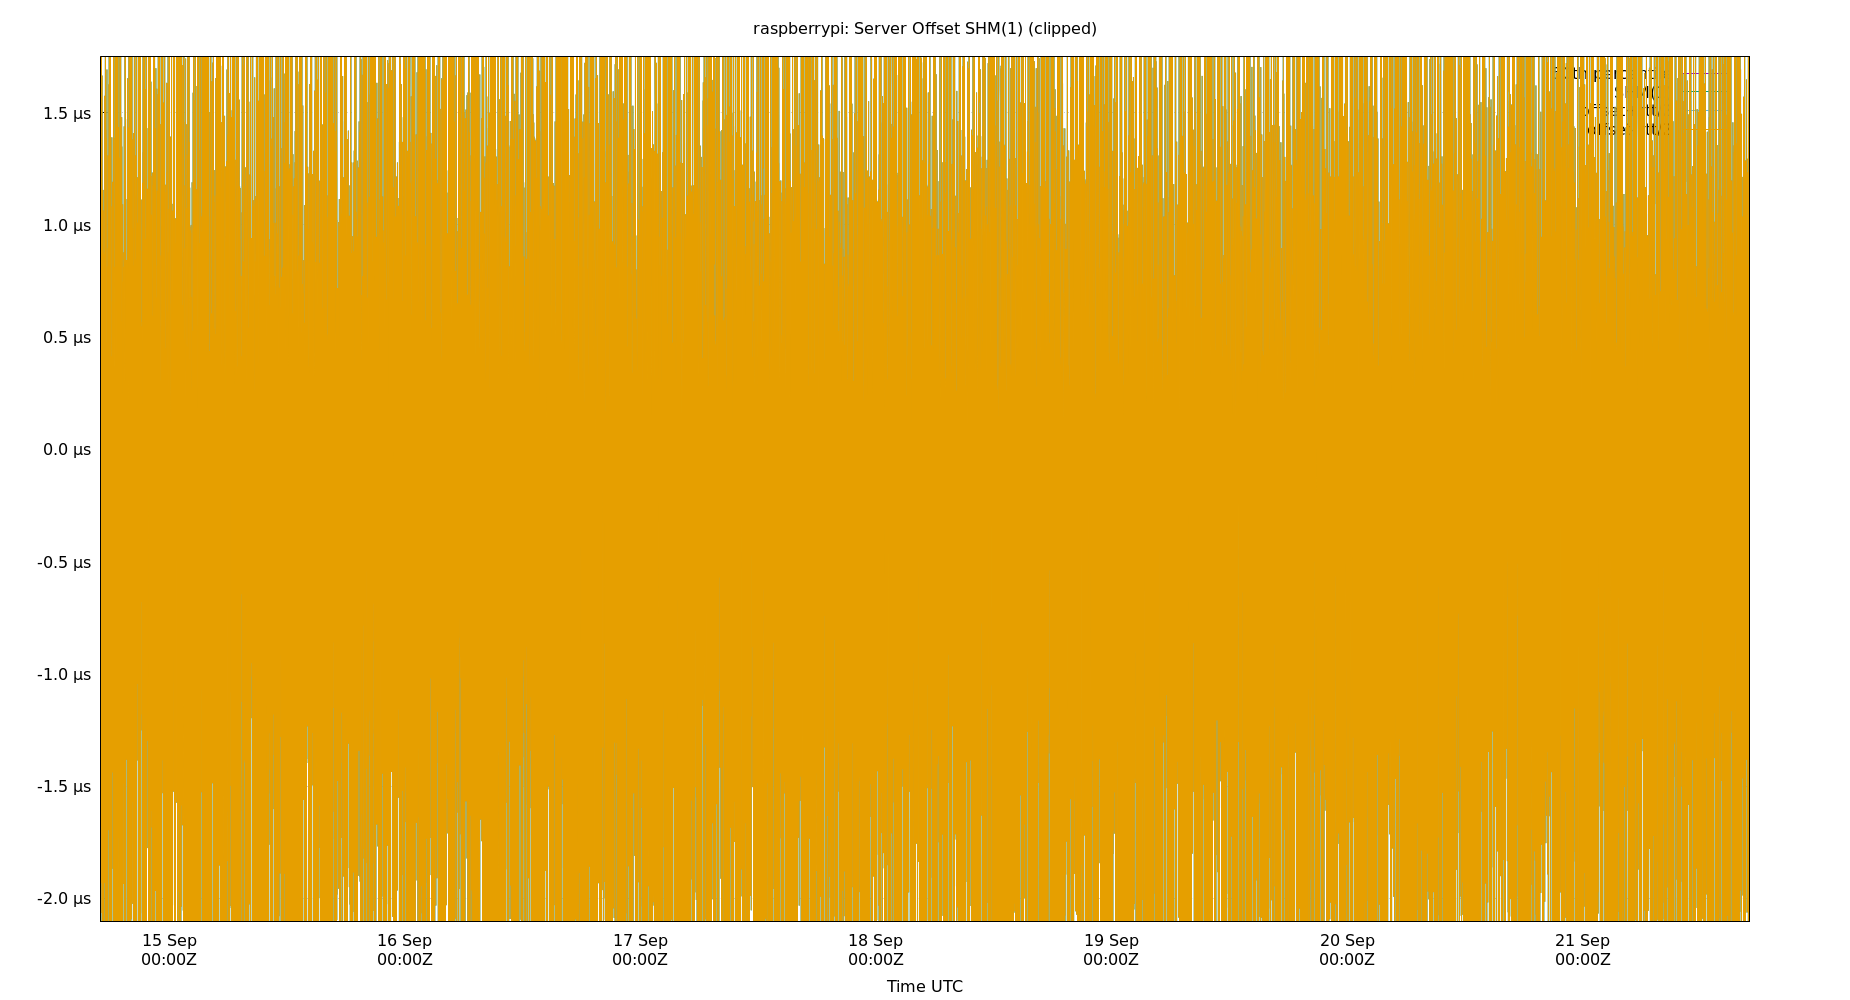 raspberrypi: Server Offset SHM(1) (clipped)
1.5 µs
1.0 µs
0.5 µs
0.0 µs
-0.5 µs
-1.0 µs
-1.5 µs
-2.0 µs
15 Sep
00:00Z
16 Sep
00:00Z
17 Sep
00:00Z
18 Sep
00:00Z
19 Sep
00:00Z
20 Sep
00:00Z
21 Sep
00:00Z
Time UTC